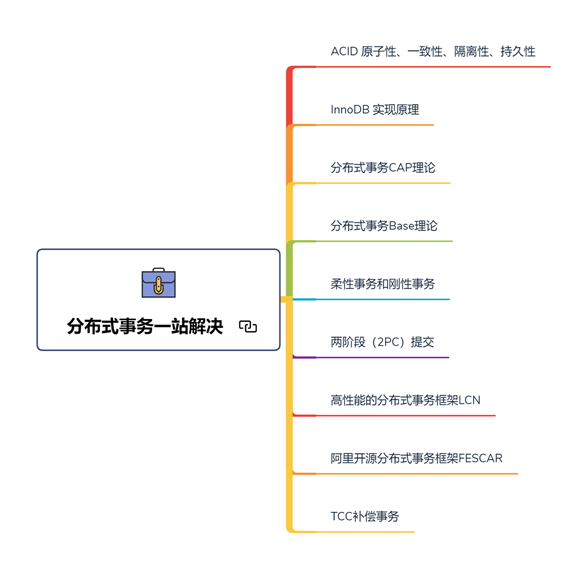 ACID 原子性、一致性、隔离性、持久性
InnoDB 实现原理
分布式事务CAP理论
分布式事务Base理论
分布式事务一站解决
柔性事务和刚性事务
两阶段（2PC）提交
高性能的分布式事务框架LCN
阿里开源分布式事务框架FESCAR
TCC补偿事务